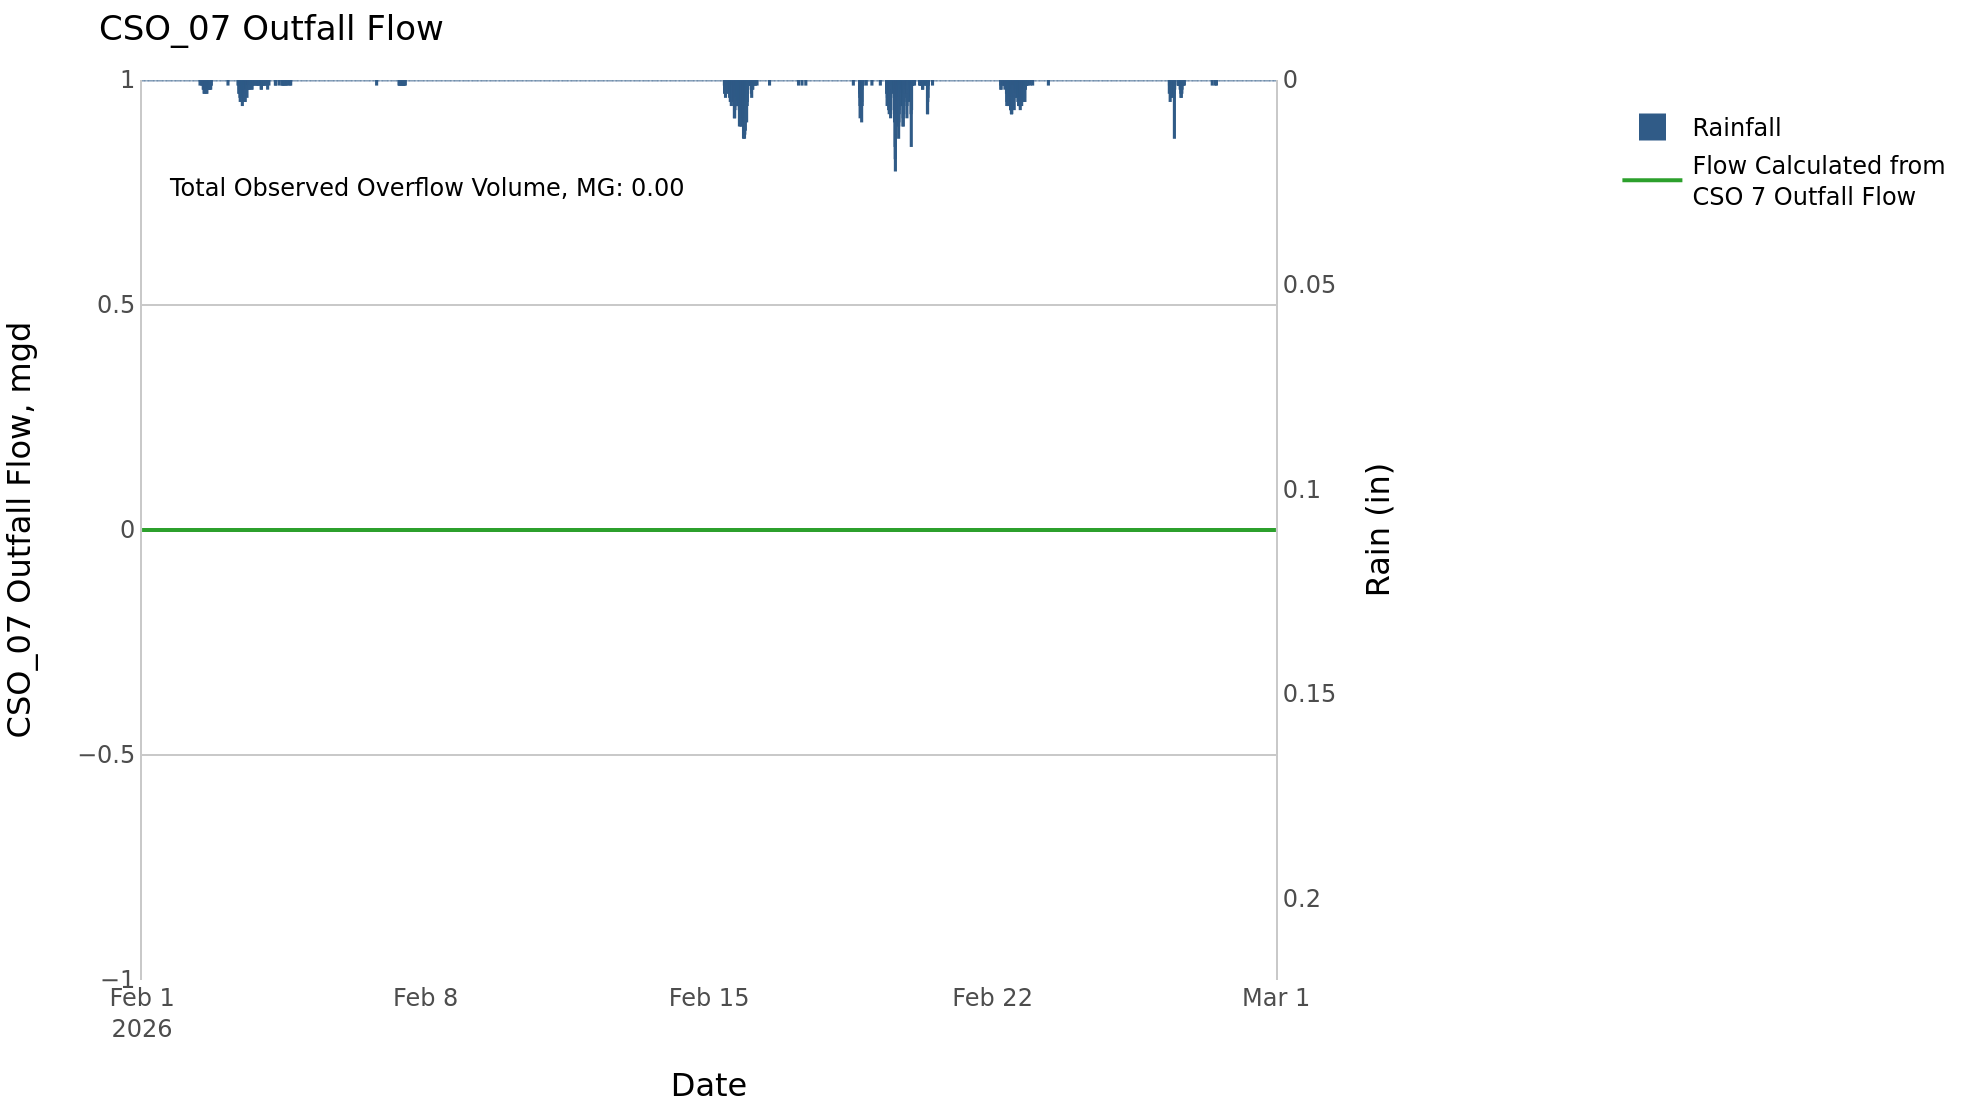 CSO_07 Outfall Flow
1
0.5
0
−0.5
−1
CSO_07 Outfall Flow, mgd
Total Observed Overflow Volume, MG: 0.00
0
0.05
0.1
0.15
0.2
Rain (in)
Feb 1
2026
Feb 8
Feb 15
Feb 22
Mar 1
Date
Rainfall
Flow Calculated from
CSO 7 Outfall Flow